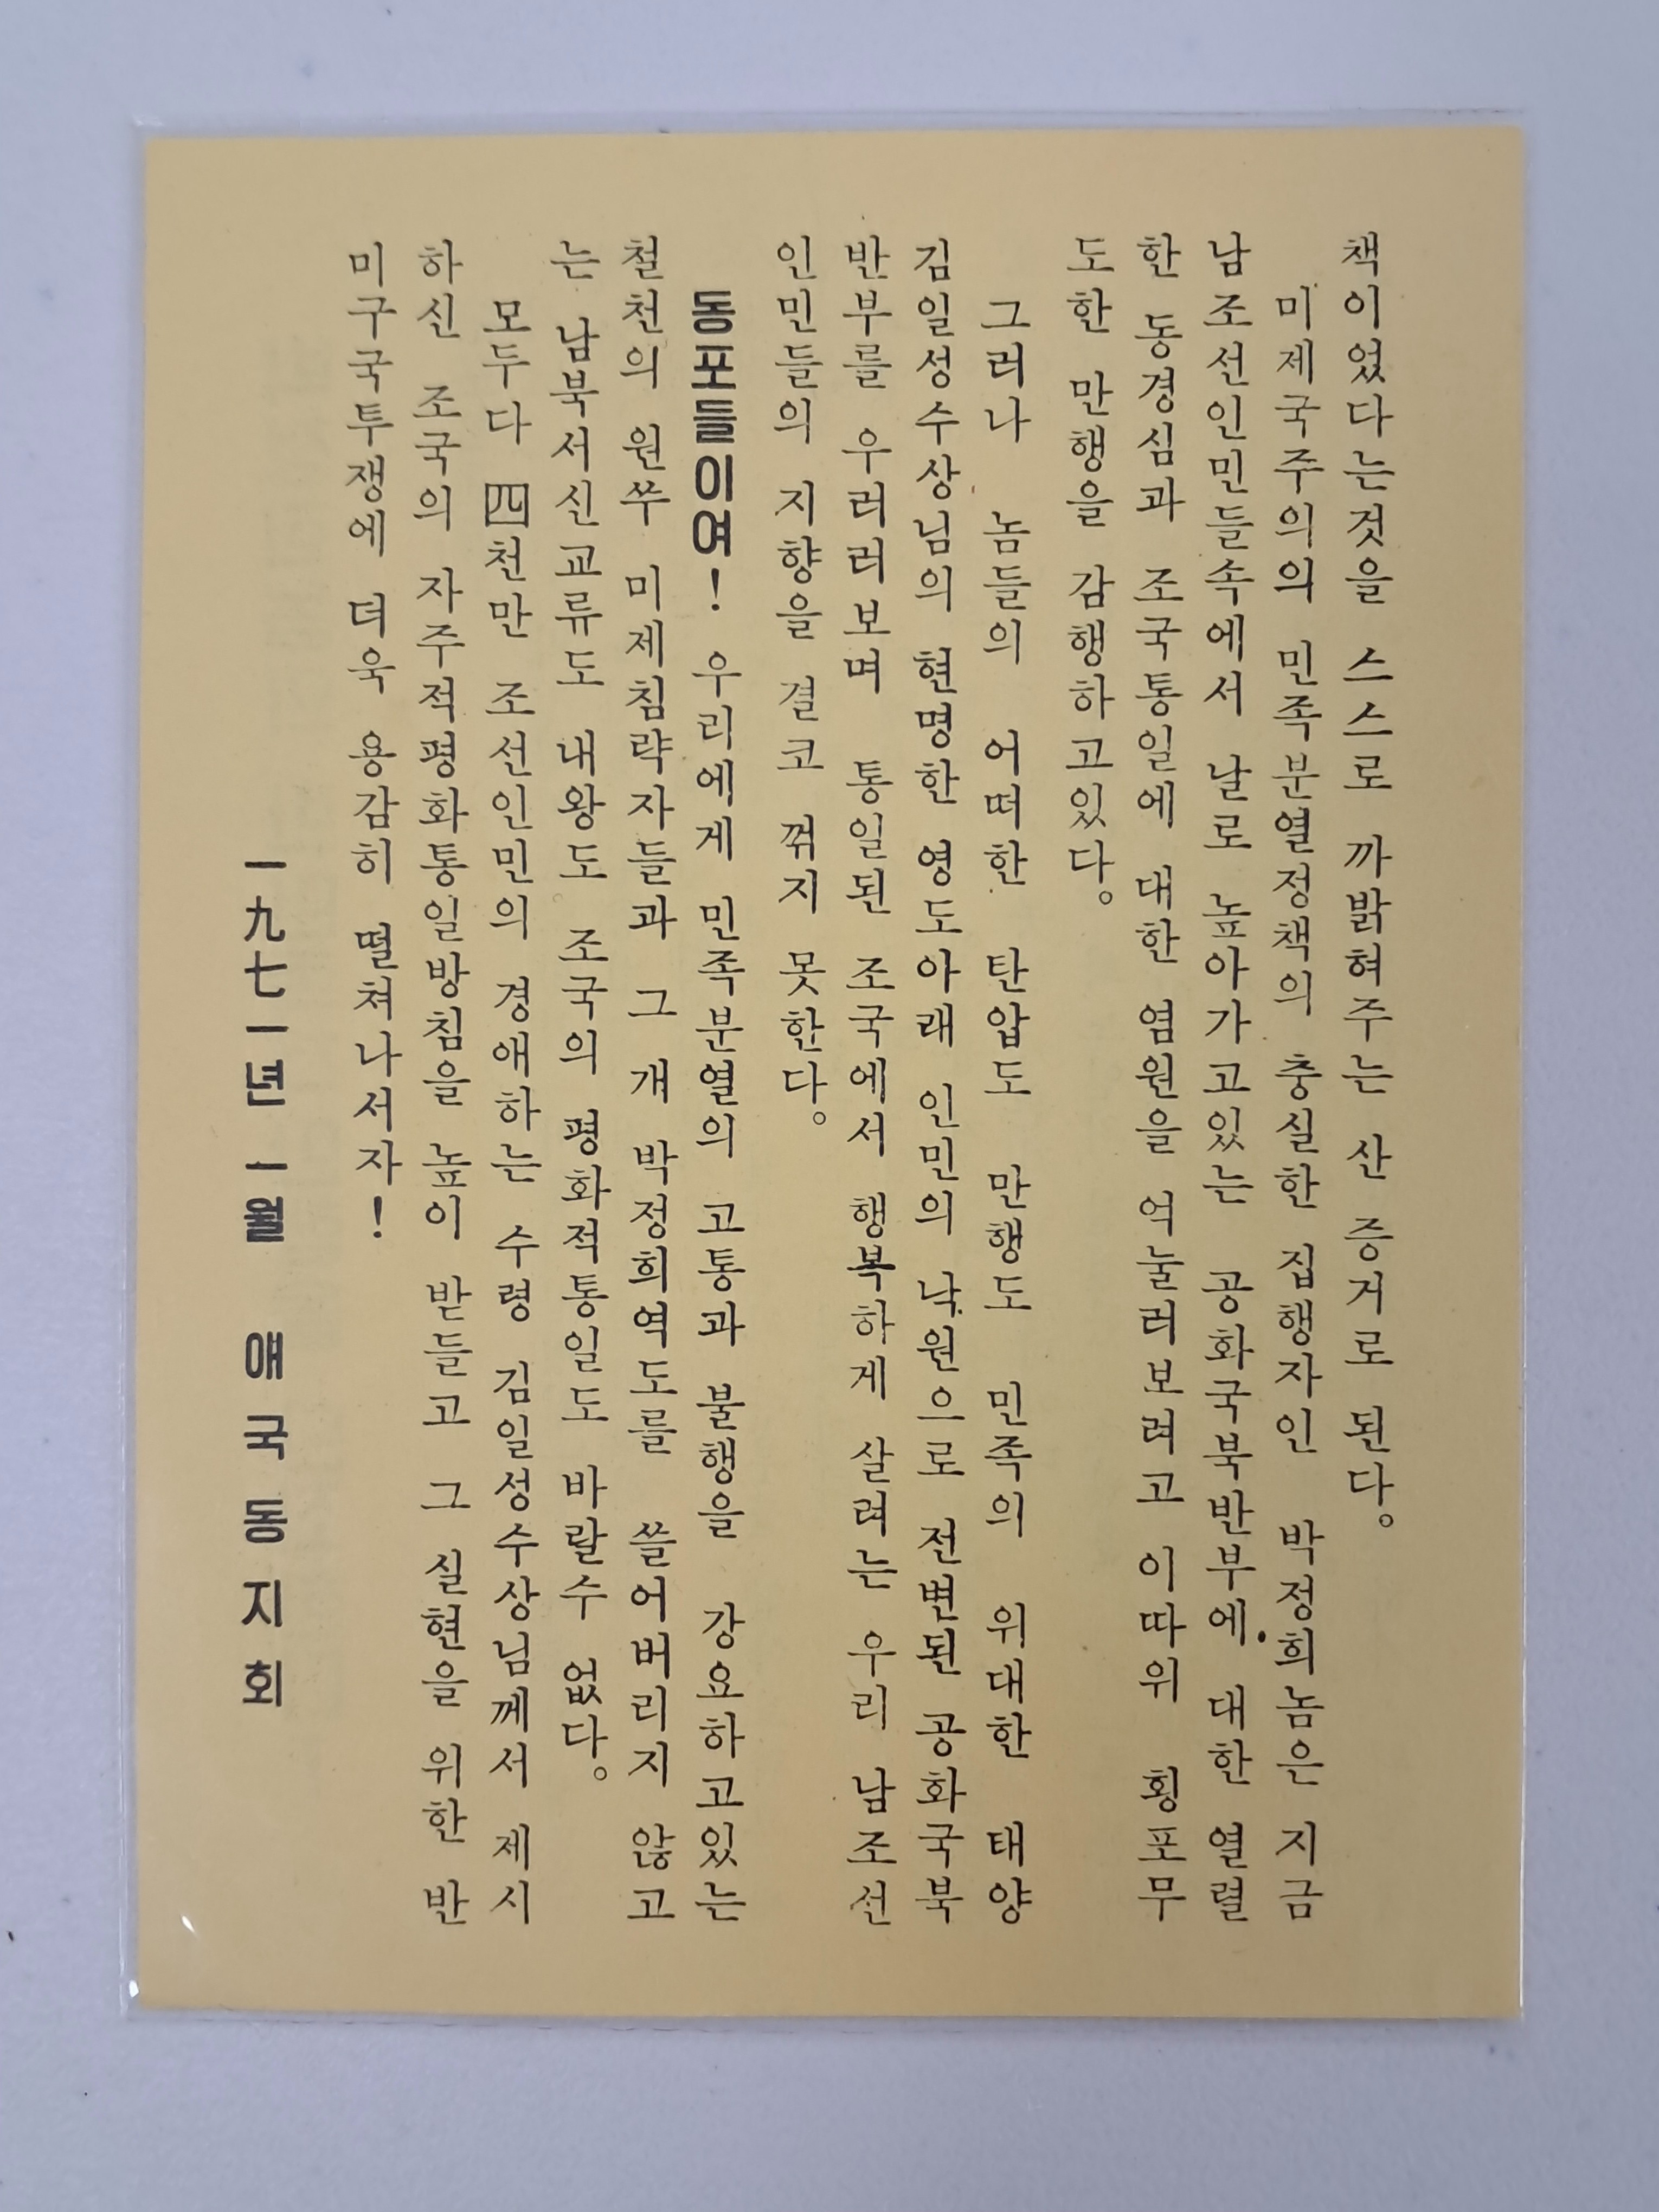 책이었다는것을 스스로 까밝혀주는 산 증거로 된다。
미제국주의의 민족분열정책의 충실한 집행자인 박정희놈은 지금
남조선인민들속에서 날로 높아가고있는 공화국북반부에 대한 열렬
한 동경심과 조국통일에 대한 염원을 억눌러보려고 이따위 횡포무
도한 만행을 감행하고있다。
그러나 놈들의 어떠한 탄압도 만행도 민족의 위대한 태양
김일성수상님의 현명한 영도아래 인민의 낙원으로 전변된 공화국북
반부를 우러러보며 통일된 조국에서 행복하게 살려는 우리 남조선
인민들의 지향을 결코 꺾지 못한다。
동포들이여! 우리에게 민족분열의 고통과 불행을 강요하고있는
철천의 원쑤 미제침략자들과 그 개 박정희역도를 쓸어버리지 않고
는 남북서신교류도 내왕도 조국의 평화적통일도 바랄수 없다。
모두다 四천만 조선인민의 경애하는 수령 김일성수상님께서 제시
하신 조국의 자주적평화통일방침을 높이 받들고 그 실현을 위한 반
미구국투쟁에 더욱 용감히 떨쳐나서자!
一九七一년 一월 애국동지회